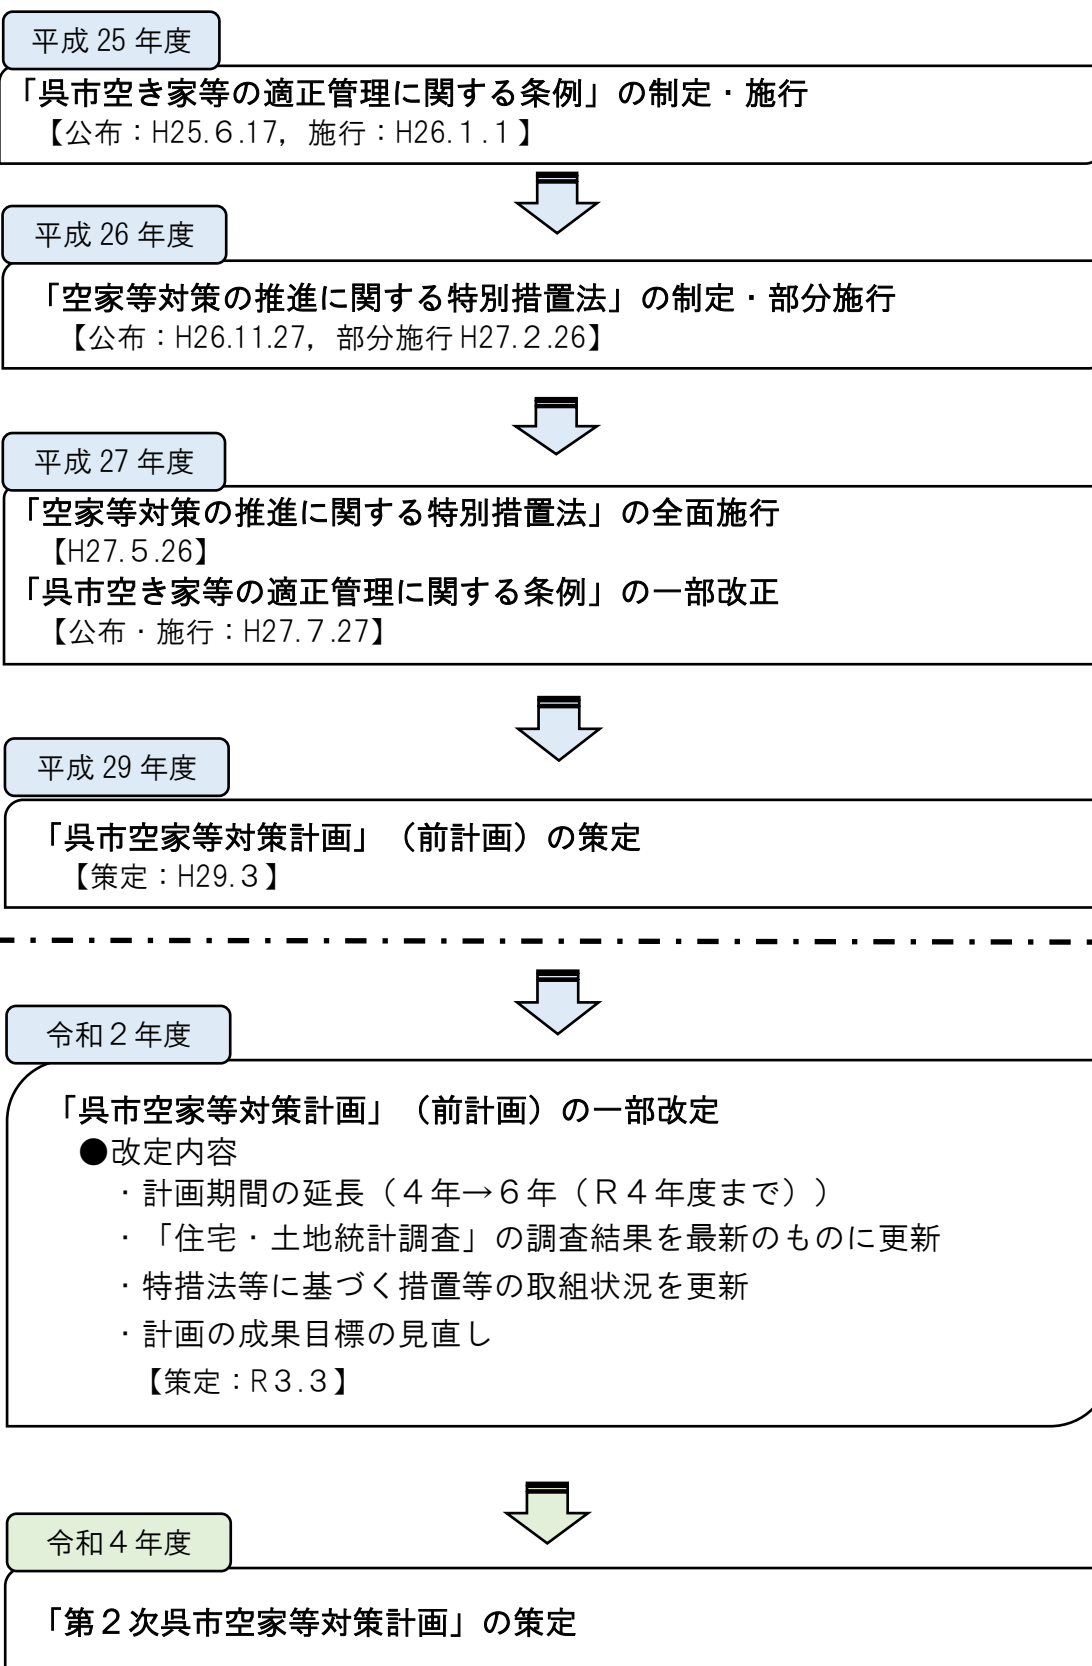 平成 25 年度
「呉市空き家等の適正管理に関する条例」の制定・施行
【公布：H25.６.17，施行：H26.１.１】
平成 26 年度
「空家等対策の推進に関する特別措置法」の制定・部分施行
【公布：H26.11.27，部分施行 H27.２.26】
平成 27 年度
「空家等対策の推進に関する特別措置法」の全面施行
【H27.５.26】
「呉市空き家等の適正管理に関する条例」の一部改正
【公布・施行：H27.７.27】
平成 29 年度
「呉市空家等対策計画」（前計画）の策定
【策定：H29.３】
令和２年度
「呉市空家等対策計画」（前計画）の一部改定
●改定内容
・計画期間の延長（４年→６年（Ｒ４年度まで））
・「住宅・土地統計調査」の調査結果を最新のものに更新
・特措法等に基づく措置等の取組状況を更新
・計画の成果目標の見直し
【策定：R３.３】
令和４年度
「第２次呉市空家等対策計画」の策定